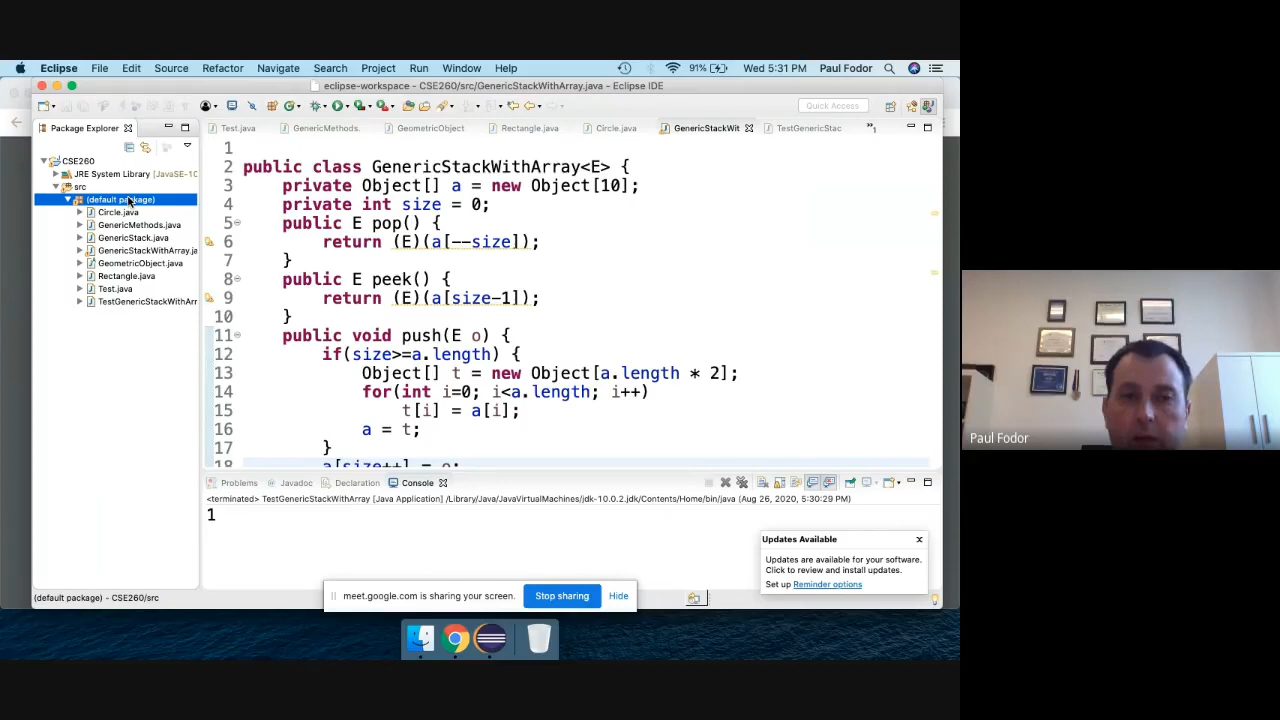 Eclipse File Edit Source Refactor Navigate Search Project Run Window Help 91% Wed 5:31 PM Paul Fodor
eclipse-workspace - CSE260/src/GenericStackWithArray.java - Eclipse IDE
Quick Access
Package Explorer
Test.java GenericMethods. GeometricObject Rectangle.java Circle.java GenericStackWit TestGenericStac »1
CSE260
JRE System Library [JavaSE-10
src
(default package)
Circle.java
GenericMethods.java
GenericStack.java
GenericStackWithArray.ja
GeometricObject.java
Rectangle.java
Test.java
TestGenericStackWithArr
1
2 public class GenericStackWithArray<E> {
3 private Object[] a = new Object[10];
4 private int size = 0;
5 public E pop() {
6 return (E)(a[--size]);
7 }
8 public E peek() {
9 return (E)(a[size-1]);
10 }
11 public void push(E o) {
12 if(size>=a.length) {
13 Object[] t = new Object[a.length * 2];
14 for(int i=0; i<a.length; i++)
15 t[i] = a[i];
16 a = t;
17 }
18 a[size++] = o;
Problems Javadoc Declaration Console
<terminated> TestGenericStackWithArray [Java Application] /Library/Java/JavaVirtualMachines/jdk-10.0.2.jdk/Contents/Home/bin/java (Aug 26, 2020, 5:30:29 PM)
1
Updates Available
Updates are available for your software.
Click to review and install updates.
Set up Reminder options
meet.google.com is sharing your screen. Stop sharing Hide
(default package) - CSE260/src
Paul Fodor